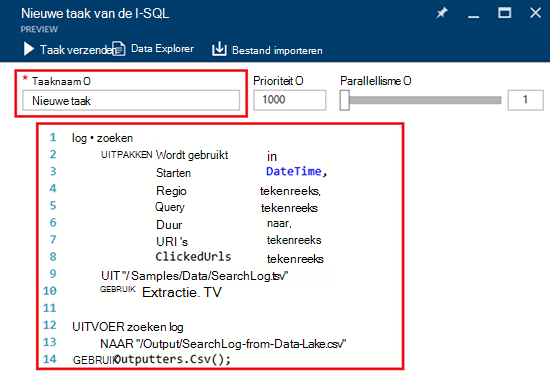 Nieuwe taak van de I-SQL
PREVIEW
Taak verzenden Data Explorer Bestand importeren
* Taaknaam O Prioriteit O Parallellisme O
Nieuwe taak 1000 1
1 log • zoeken
2 UITPAKKEN Wordt gebruikt in
3 Starten DateTime,
4 Regio tekenreeks,
5 Query tekenreeks
6 Duur naar,
7 URI 's tekenreeks
8 ClickedUrls tekenreeks
9 UIT "/ Samples/Data/SearchLog.tsv"
10 GEBRUIK Extractie. TV
11
12 UITVOER zoeken log
13 NAAR "/Output/SearchLog-from-Data-Lake.csv"
14 GEBRUIK Outputters.Csv();